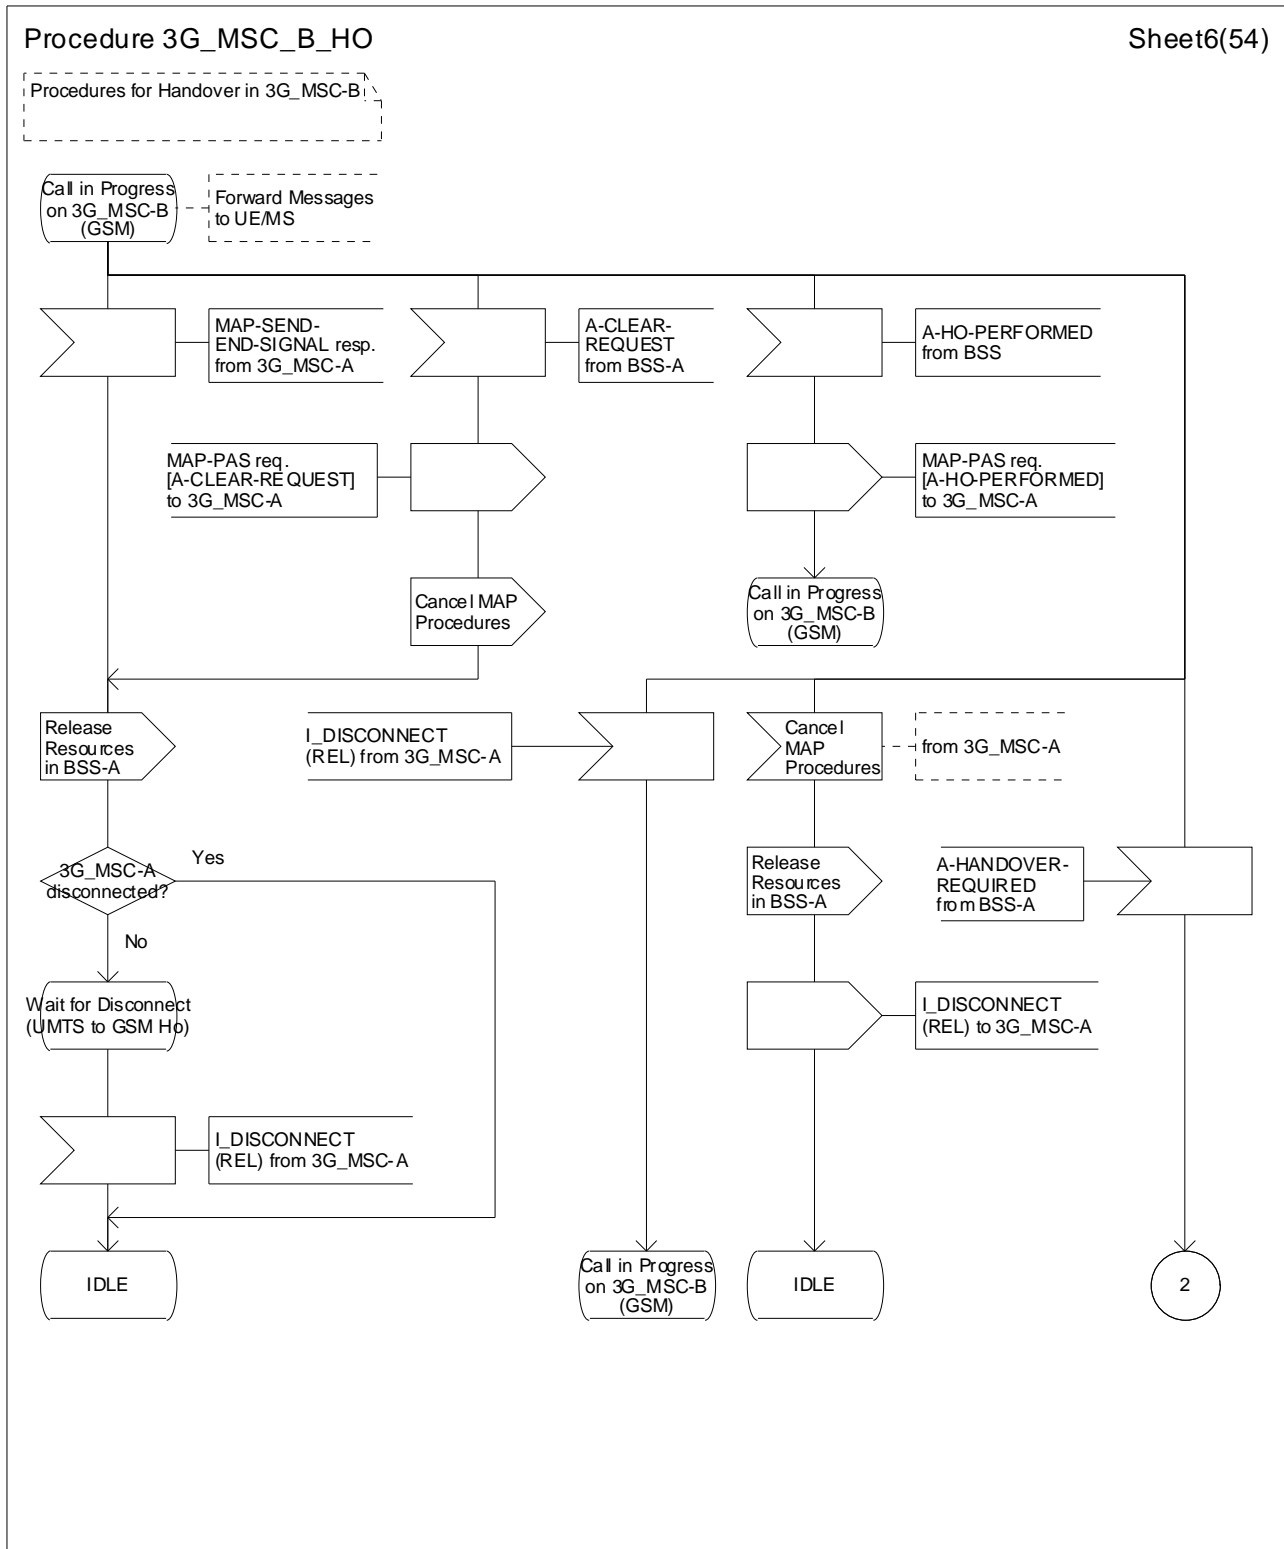 Procedure 3G_MSC_B_HO
Sheet6(54)
Procedures for Handover in 3G_MSC-B
Call in Progress
on 3G_MSC-B
(GSM)
Forward Messages
to UE/MS
MAP-SEND-
END-SIGNAL resp.
from 3G_MSC-A
A-CLEAR-
REQUEST
from BSS-A
A-HO-PERFORMED
from BSS
MAP-PAS req.
[A-CLEAR-REQUEST]
to 3G_MSC-A
MAP-PAS req.
[A-HO-PERFORMED]
to 3G_MSC-A
Cancel MAP
Procedures
Call in Progress
on 3G_MSC-B
(GSM)
Release
Resources
in BSS-A
I_DISCONNECT
(REL) from 3G_MSC-A
Cancel
MAP
Procedures
from 3G_MSC-A
3G_MSC-A
disconnected?
Yes
No
Release
Resources
in BSS-A
A-HANDOVER-
REQUIRED
from BSS-A
Wait for Disconnect
(UMTS to GSM Ho)
I_DISCONNECT
(REL) to 3G_MSC-A
I_DISCONNECT
(REL) from 3G_MSC-A
IDLE
Call in Progress
on 3G_MSC-B
(GSM)
IDLE
2